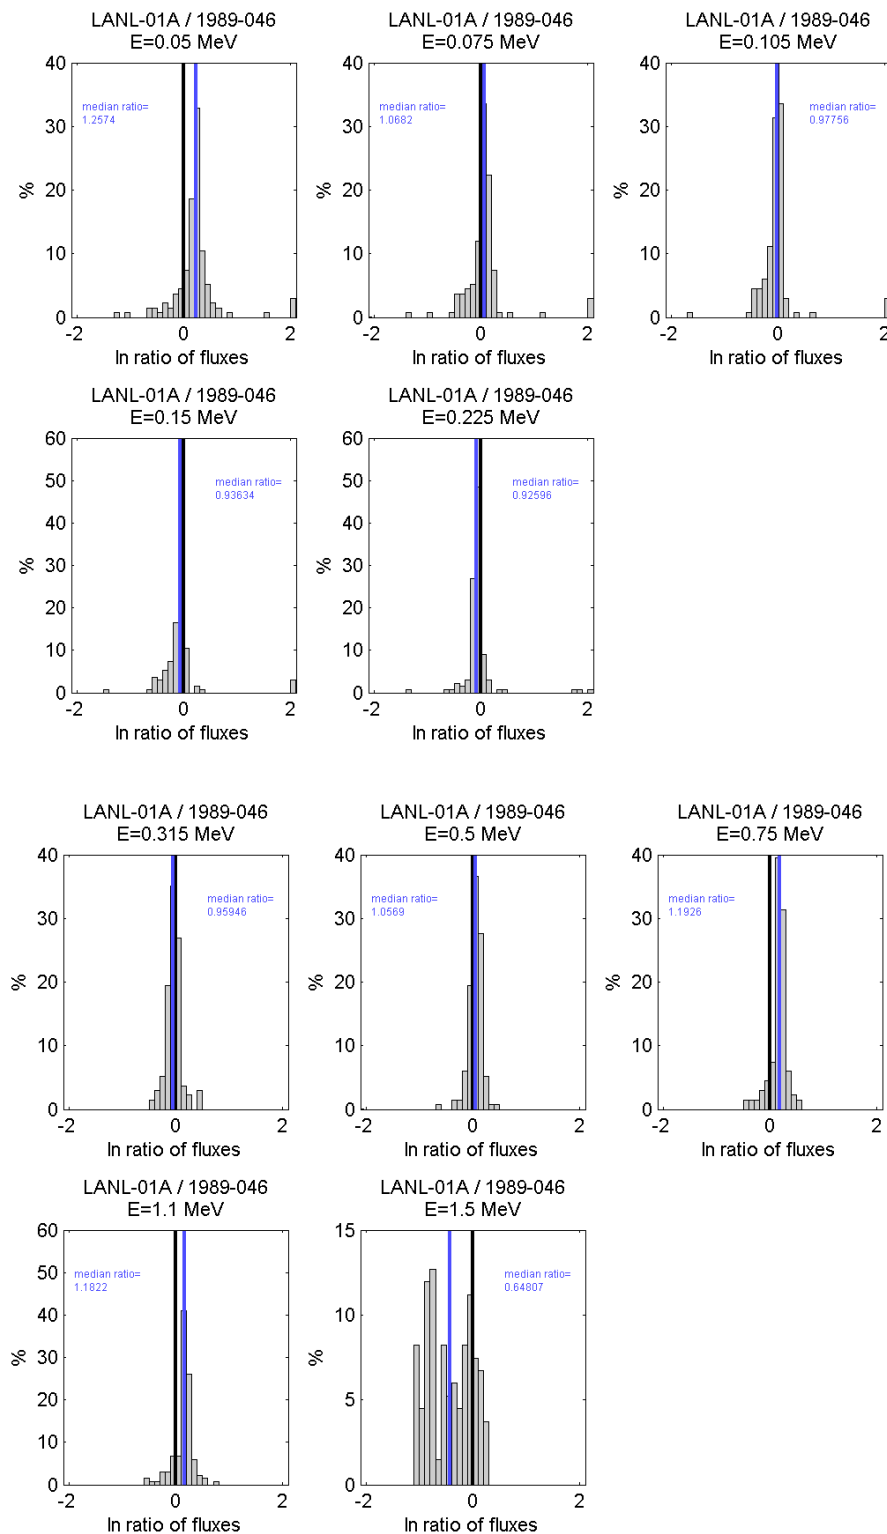 LANL-01A / 1989-046
E=0.05 MeV
40
30
20
10
0
%
median ratio=
1.2574
-2 0 2
ln ratio of fluxes
LANL-01A / 1989-046
E=0.075 MeV
40
30
20
10
0
%
median ratio=
1.0682
-2 0 2
ln ratio of fluxes
LANL-01A / 1989-046
E=0.105 MeV
40
30
20
10
0
%
median ratio=
0.97756
-2 0 2
ln ratio of fluxes
LANL-01A / 1989-046
E=0.15 MeV
60
50
40
30
20
10
0
%
median ratio=
0.93634
-2 0 2
ln ratio of fluxes
LANL-01A / 1989-046
E=0.225 MeV
60
50
40
30
20
10
0
%
median ratio=
0.92596
-2 0 2
ln ratio of fluxes
LANL-01A / 1989-046
E=0.315 MeV
40
30
20
10
0
%
median ratio=
0.95946
-2 0 2
ln ratio of fluxes
LANL-01A / 1989-046
E=0.5 MeV
40
30
20
10
0
%
median ratio=
1.0569
-2 0 2
ln ratio of fluxes
LANL-01A / 1989-046
E=0.75 MeV
40
30
20
10
0
%
median ratio=
1.1926
-2 0 2
ln ratio of fluxes
LANL-01A / 1989-046
E=1.1 MeV
60
50
40
30
20
10
0
%
median ratio=
1.1822
-2 0 2
ln ratio of fluxes
LANL-01A / 1989-046
E=1.5 MeV
15
10
5
0
%
median ratio=
0.64807
-2 0 2
ln ratio of fluxes